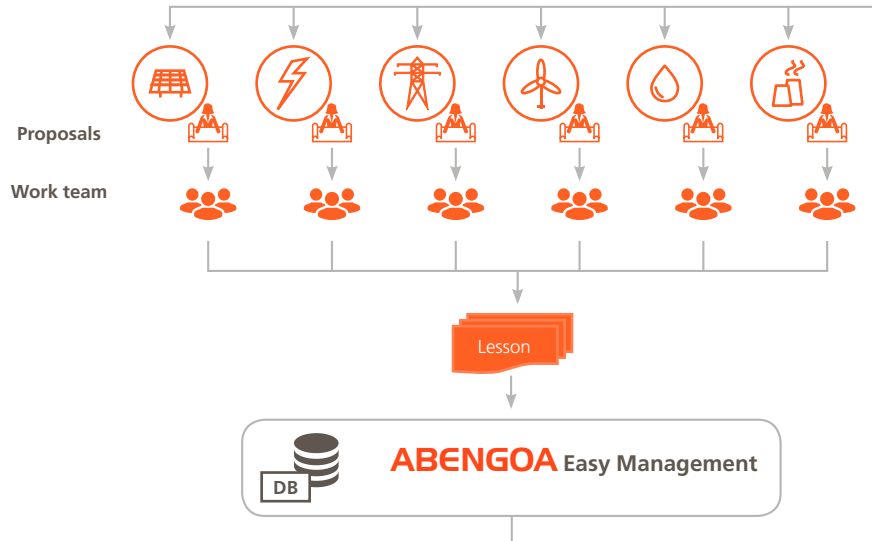 Proposals
Work team
Lesson
DB
ABENGOA Easy Management